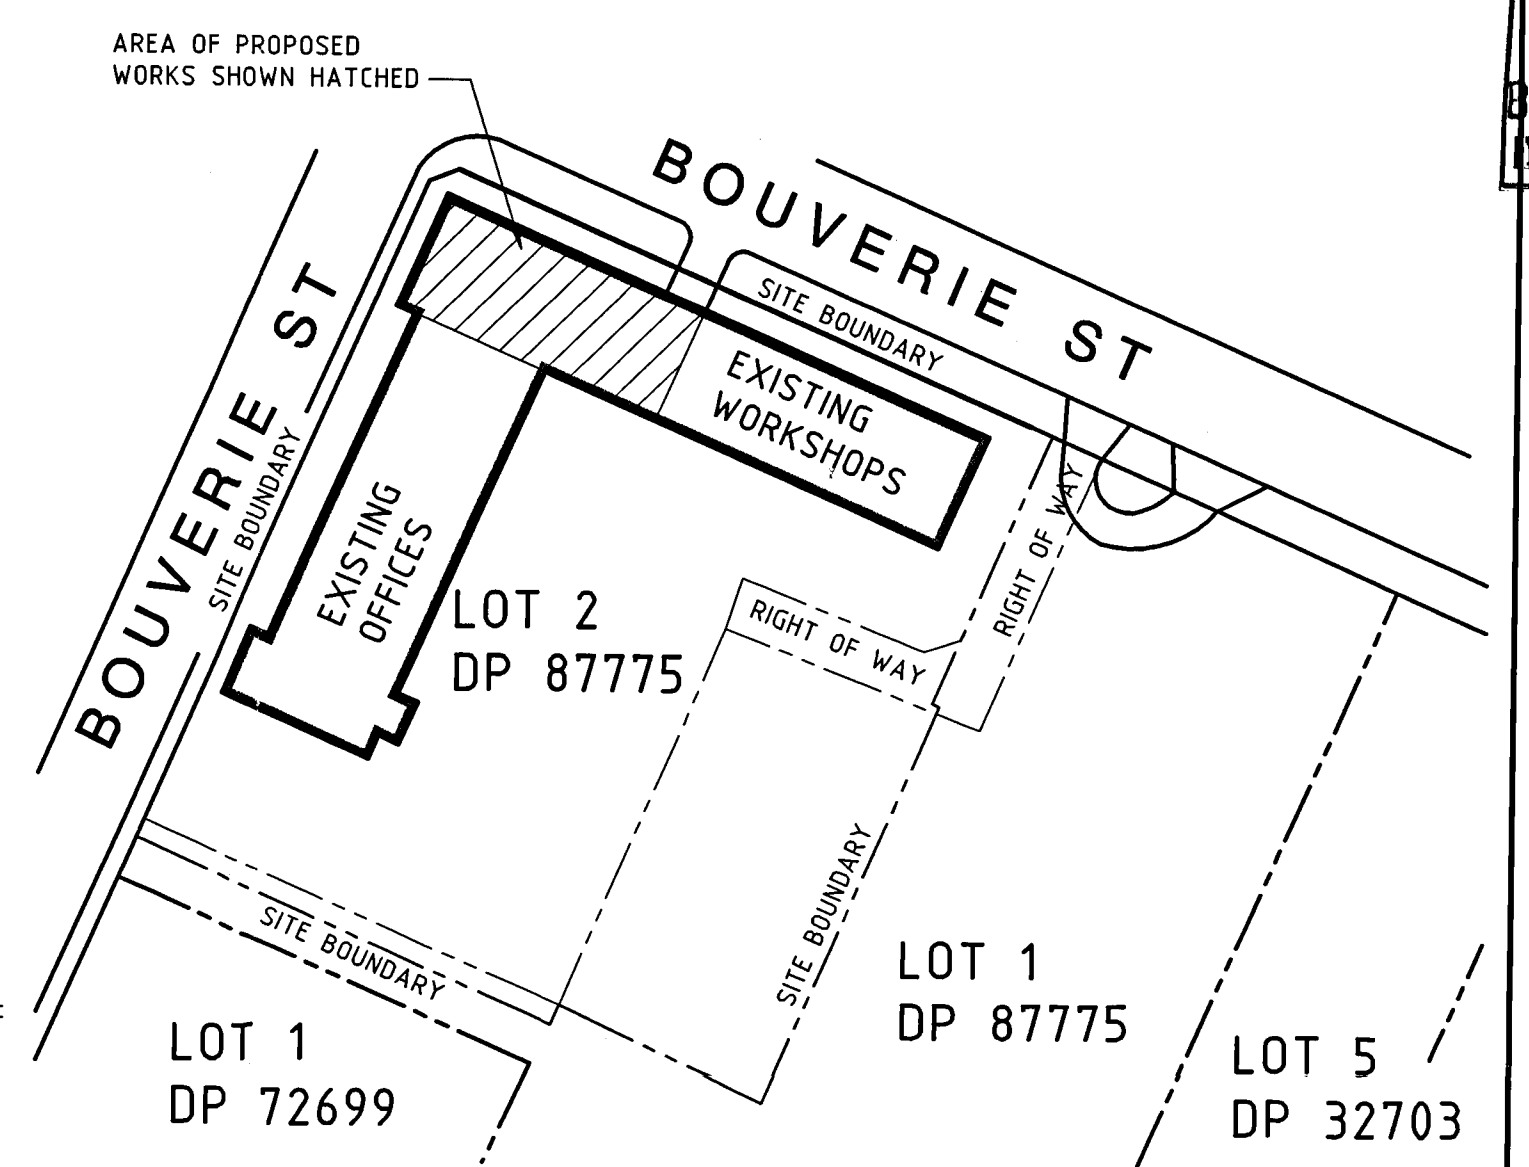 AREA OF PROPOSED
WORKS SHOWN HATCHED
BOUVERIE ST
SITE BOUNDARY
BOUVERIE ST
SITE BOUNDARY
EXISTING
WORKSHOPS
EXISTING
OFFICES
RIGHT OF WAY
LOT 2
DP 87775
RIGHT OF WAY
SITE BOUNDARY
SITE BOUNDARY
LOT 1
DP 87775
LOT 1
DP 72699
LOT 5
DP 32703